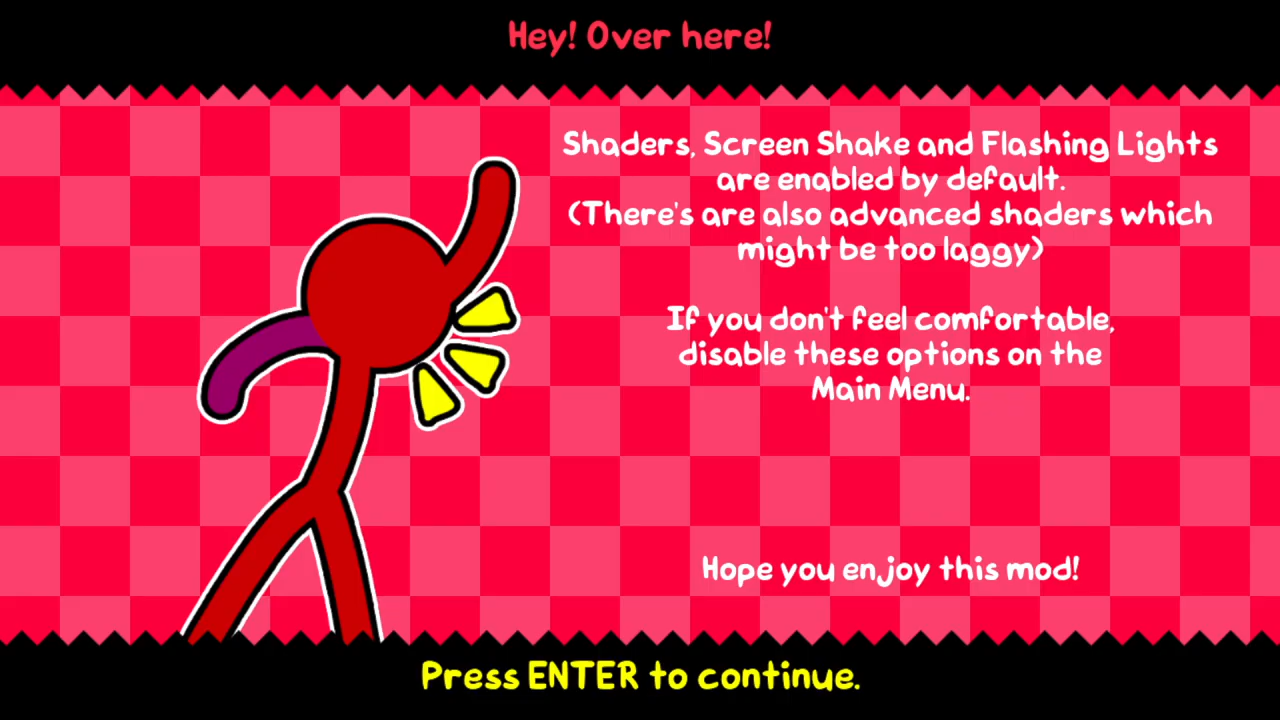 Hey! Over here!
Shaders, Screen Shake and Flashing Lights
are enabled by default.
(There's are also advanced shaders which
might be too laggy)
If you don't feel comfortable,
disable these options on the
Main Menu.
Hope you enjoy this mod!
Press ENTER to continue.